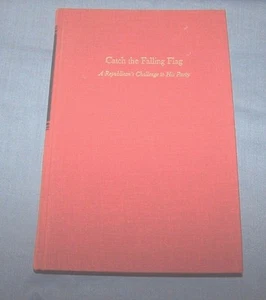 Catch the Falling Flag
A Republican's Challenge to His Party